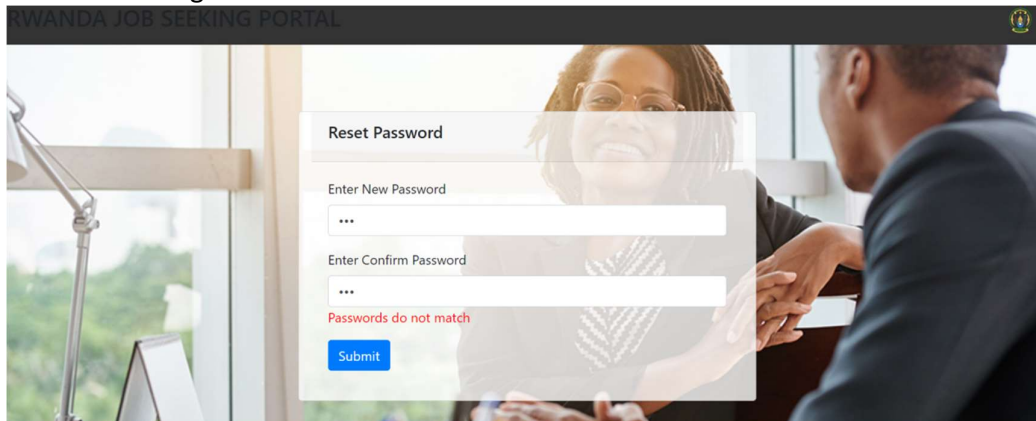 RWANDA JOB SEEKING PORTAL
Reset Password
Enter New Password
•••
Enter Confirm Password
•••
Passwords do not match
Submit